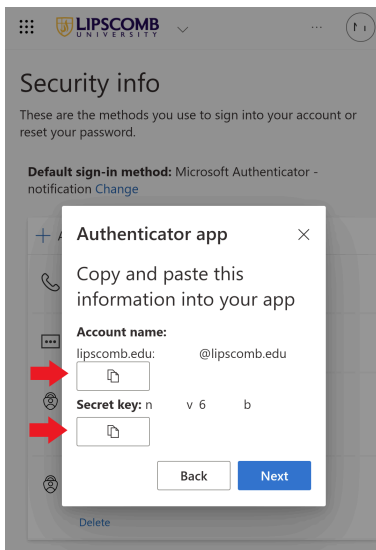 LIPSCOMB
UNIVERSITY
...
Security info
These are the methods you use to sign into your account or
reset your password.
Default sign-in method: Microsoft Authenticator -
notification Change
Authenticator app
Copy and paste this
information into your app
Account name:
lipscomb.edu: @lipscomb.edu
Secret key: n v 6 b
Back Next
Delete